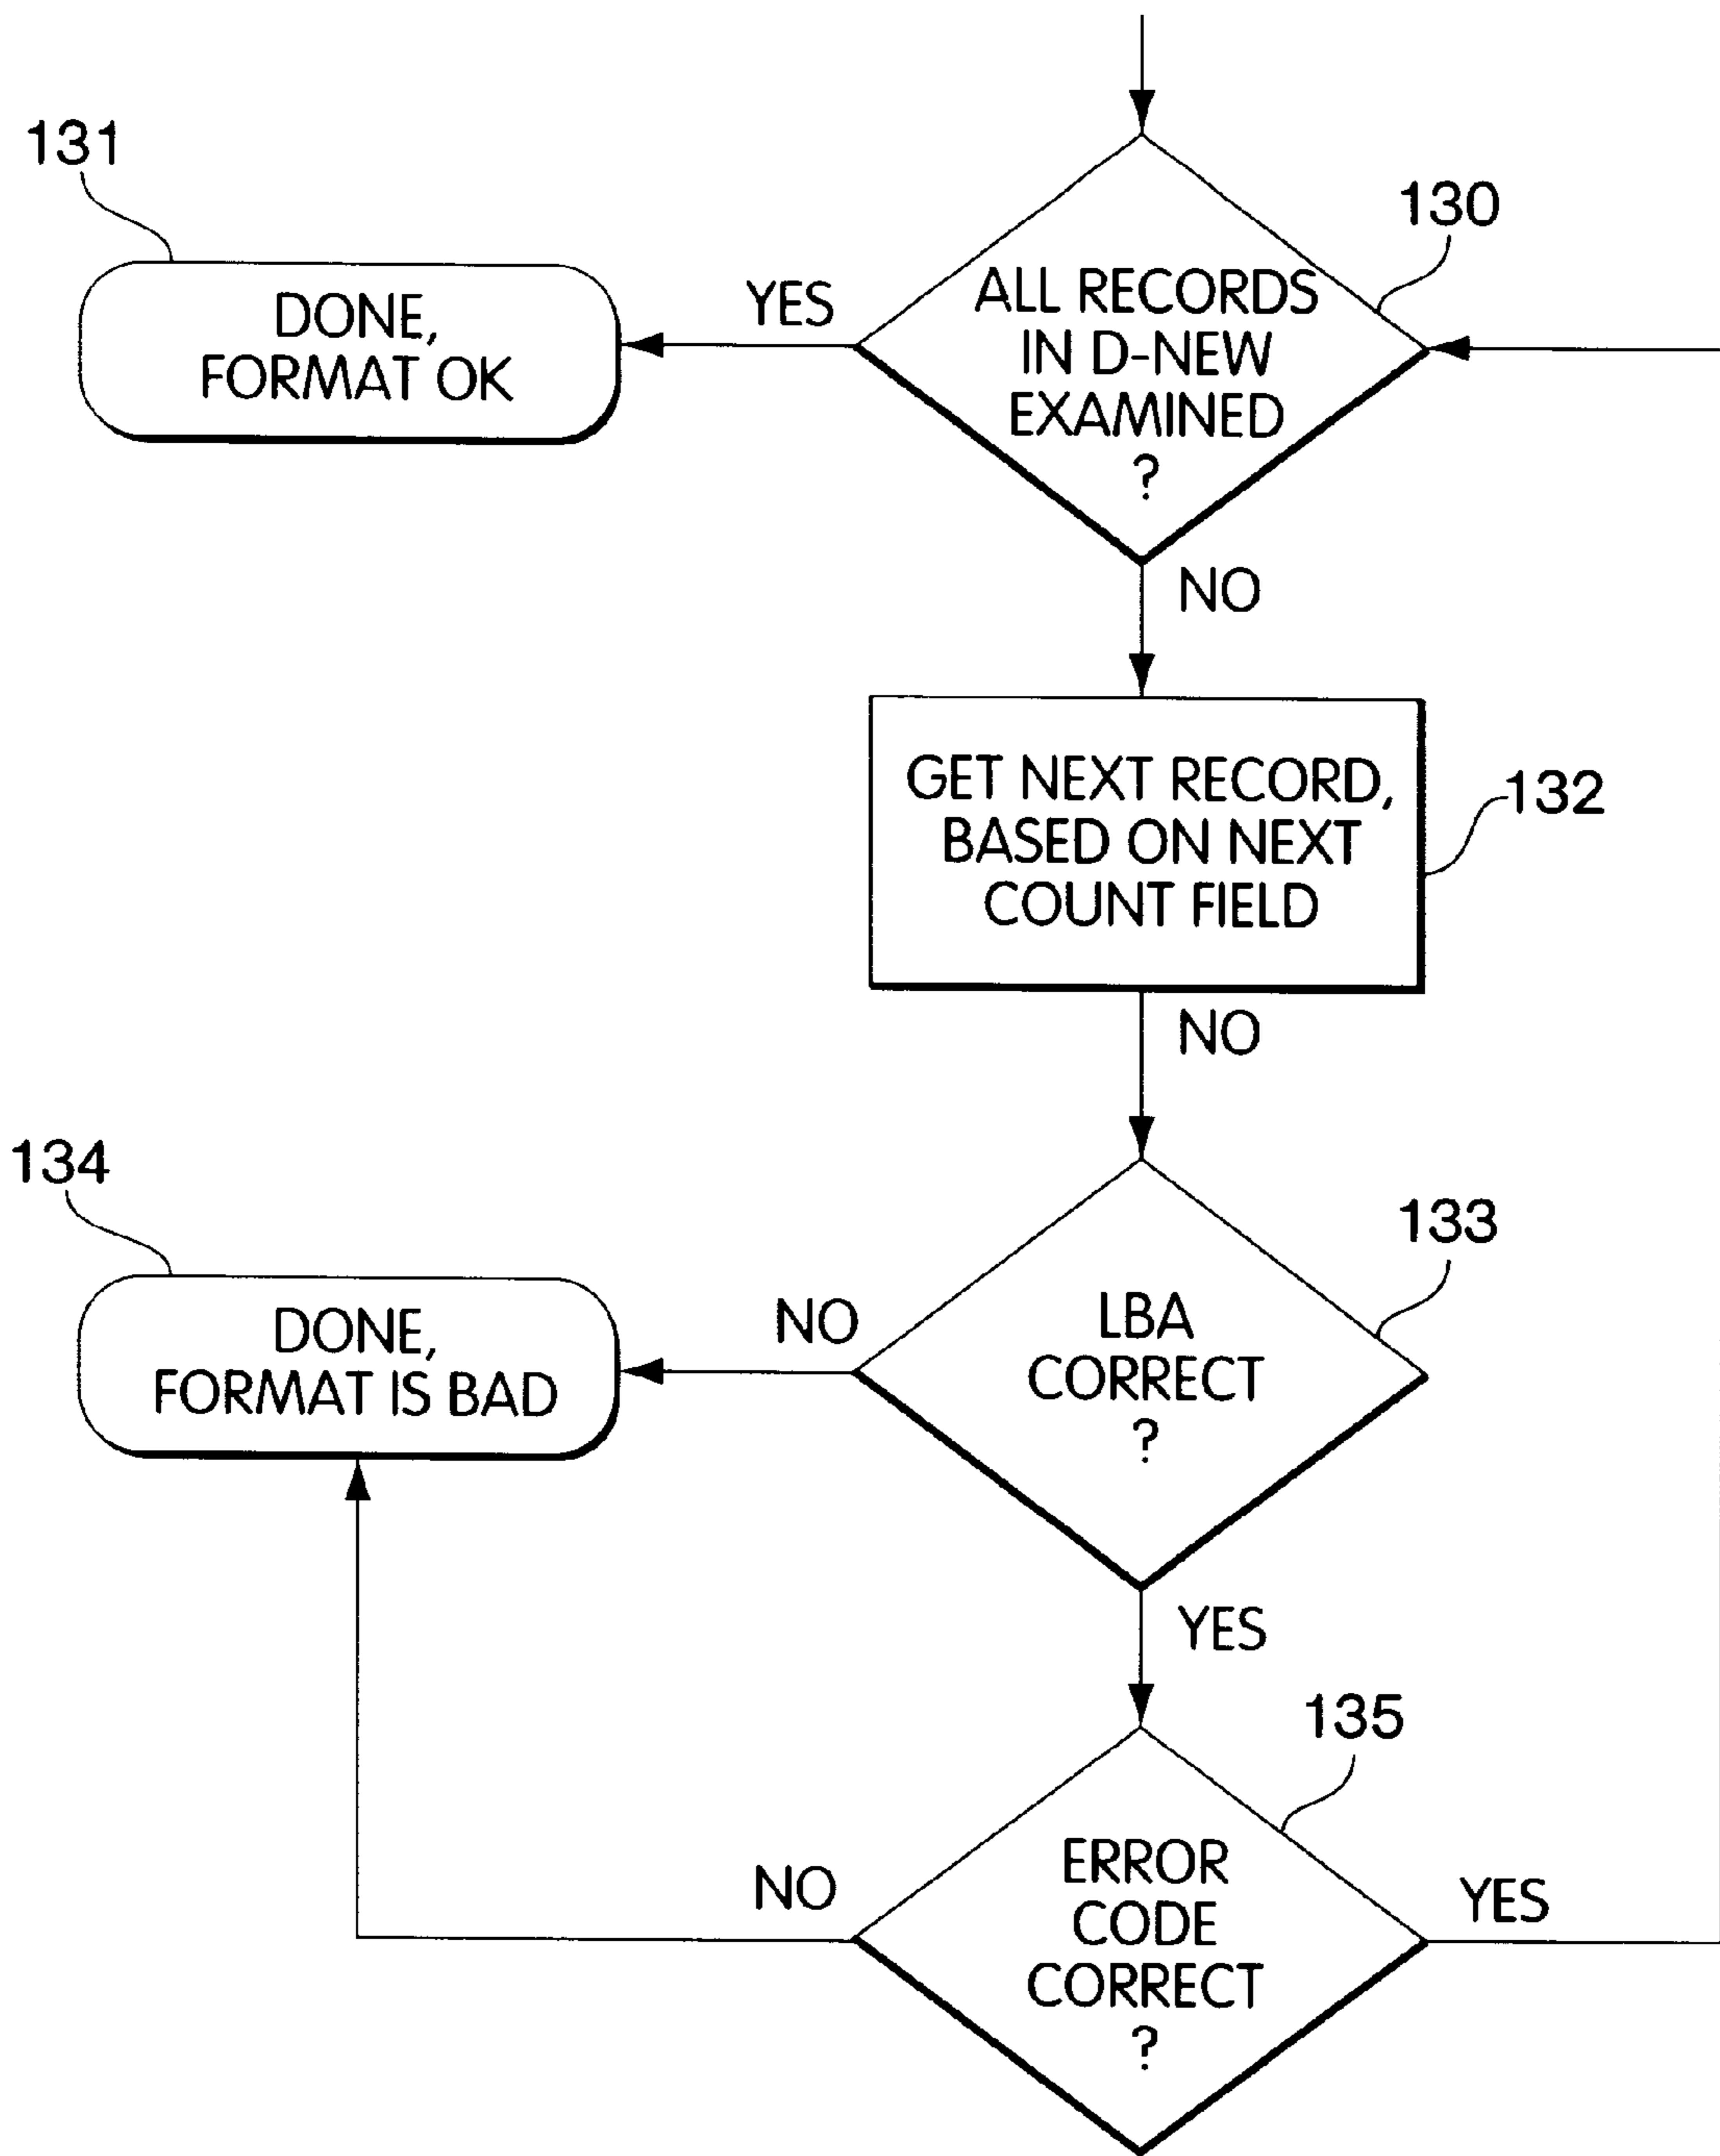 131
130
DONE,
FORMAT OK
YES
ALL RECORDS
IN D-NEW
EXAMINED
?
NO
GET NEXT RECORD,
BASED ON NEXT
COUNT FIELD
132
NO
134
133
DONE,
FORMAT IS BAD
NO
LBA
CORRECT
?
YES
135
NO
ERROR
CODE
CORRECT
?
YES